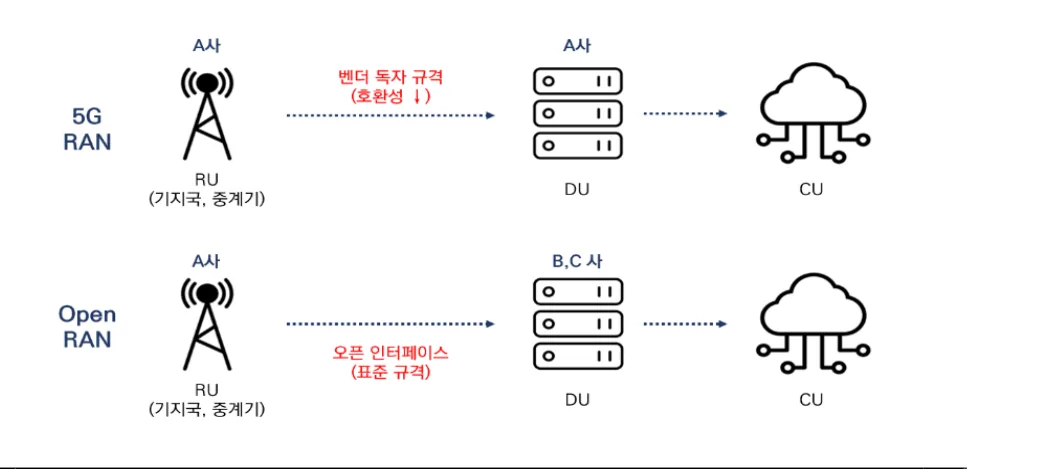 A사
A사
벤더 독자 규격
(호환성 ↓)
5G
RAN
RU
(기지국, 중계기)
DU
CU
A사
B,C 사
Open
RAN
오픈 인터페이스
(표준 규격)
RU
(기지국, 중계기)
DU
CU